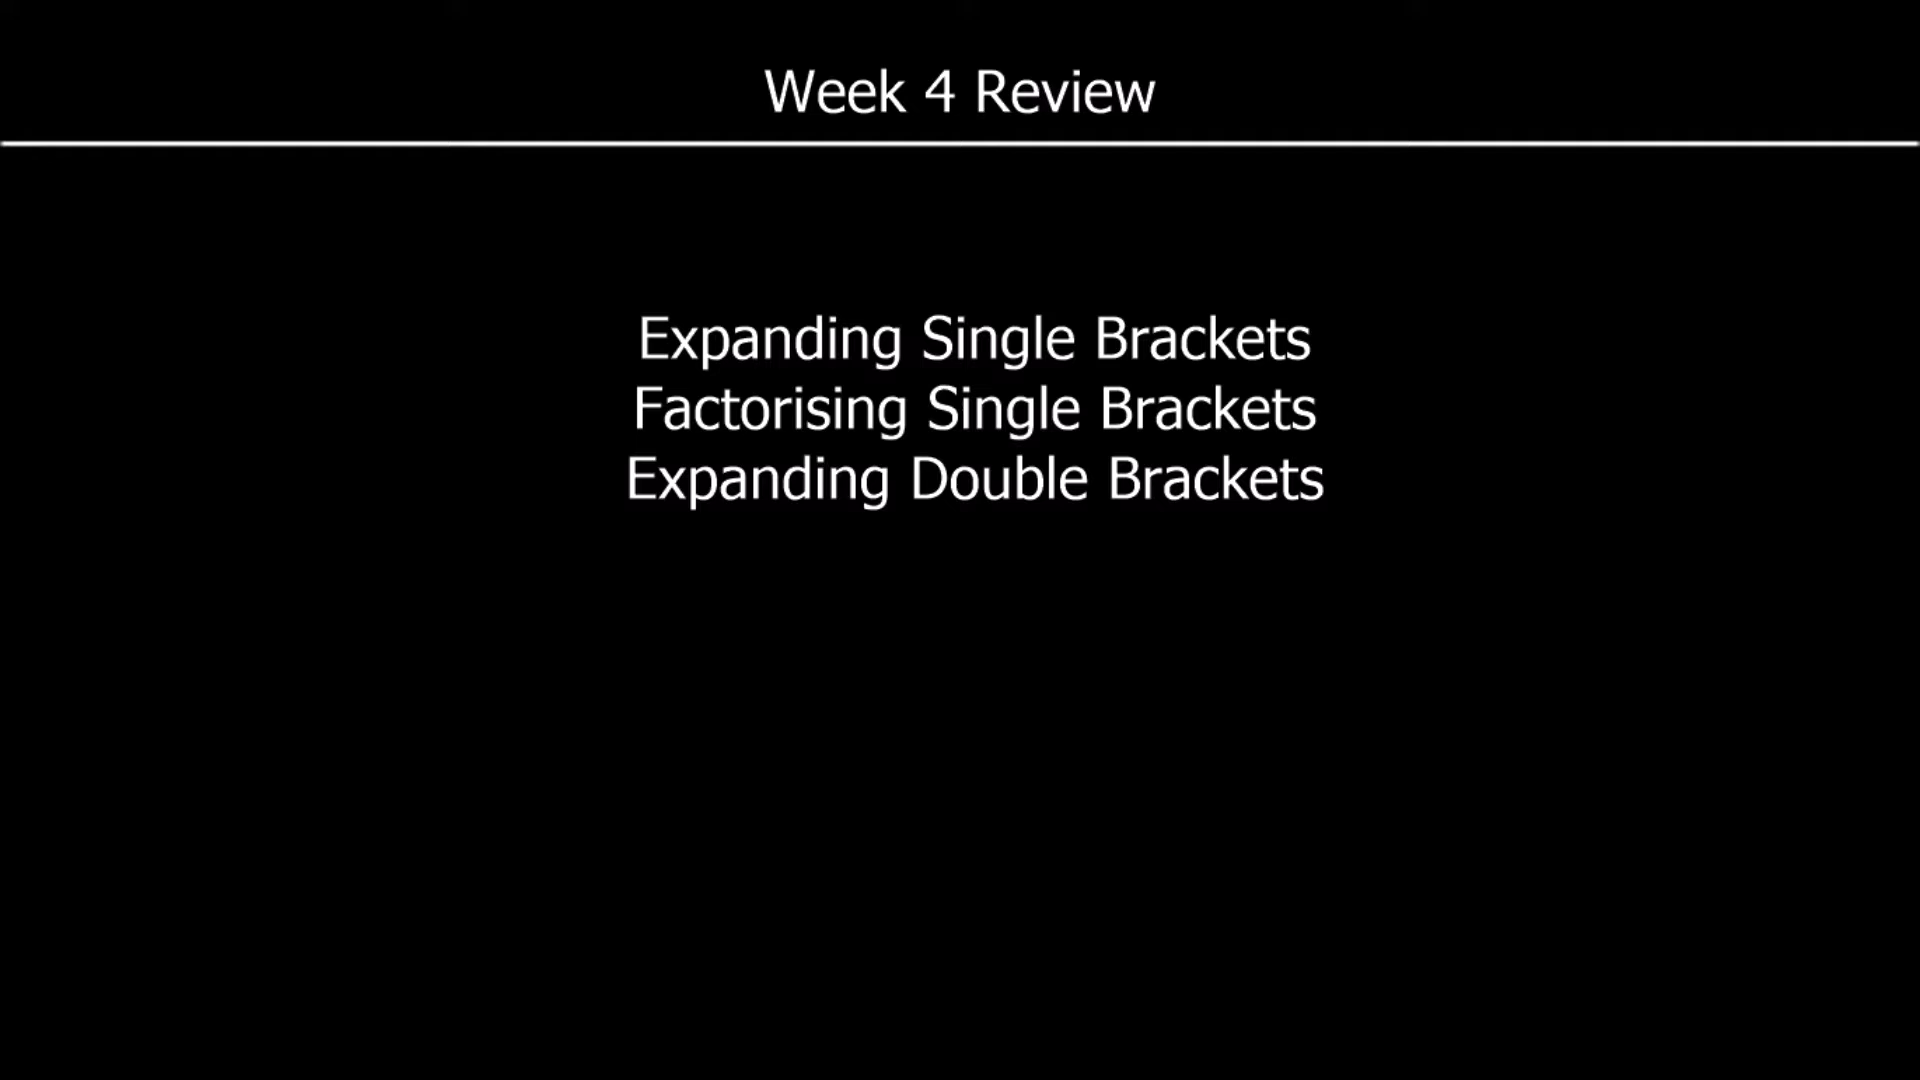 Week 4 Review
Expanding Single Brackets
Factorising Single Brackets
Expanding Double Brackets